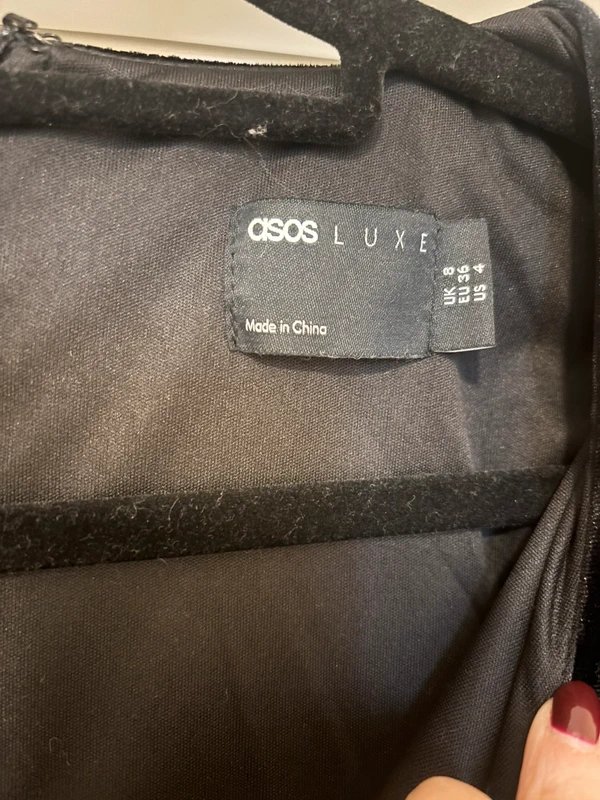 asos LUXE
Made in China
UK 8
EU 36
US 4